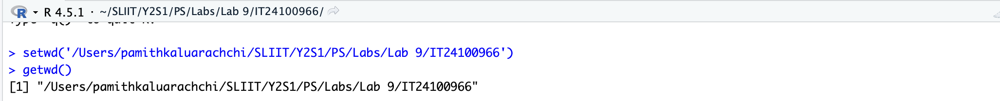 R 4.5.1 · ~/SLIIT/Y2S1/PS/Labs/Lab 9/IT24100966/
> setwd('/Users/pamithkaluarachchi/SLIIT/Y2S1/PS/Labs/Lab 9/IT24100966')
> getwd()
[1] "/Users/pamithkaluarachchi/SLIIT/Y2S1/PS/Labs/Lab 9/IT24100966"